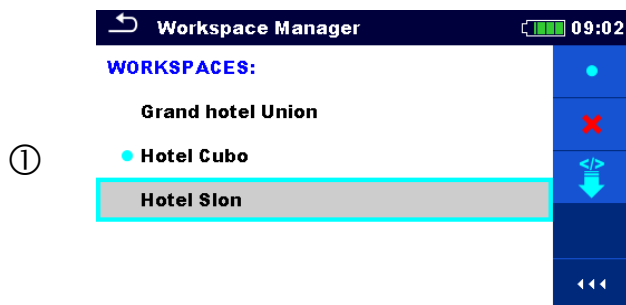 Workspace Manager 09:02
WORKSPACES:
Grand hotel Union
① Hotel Cubo
Hotel Slon